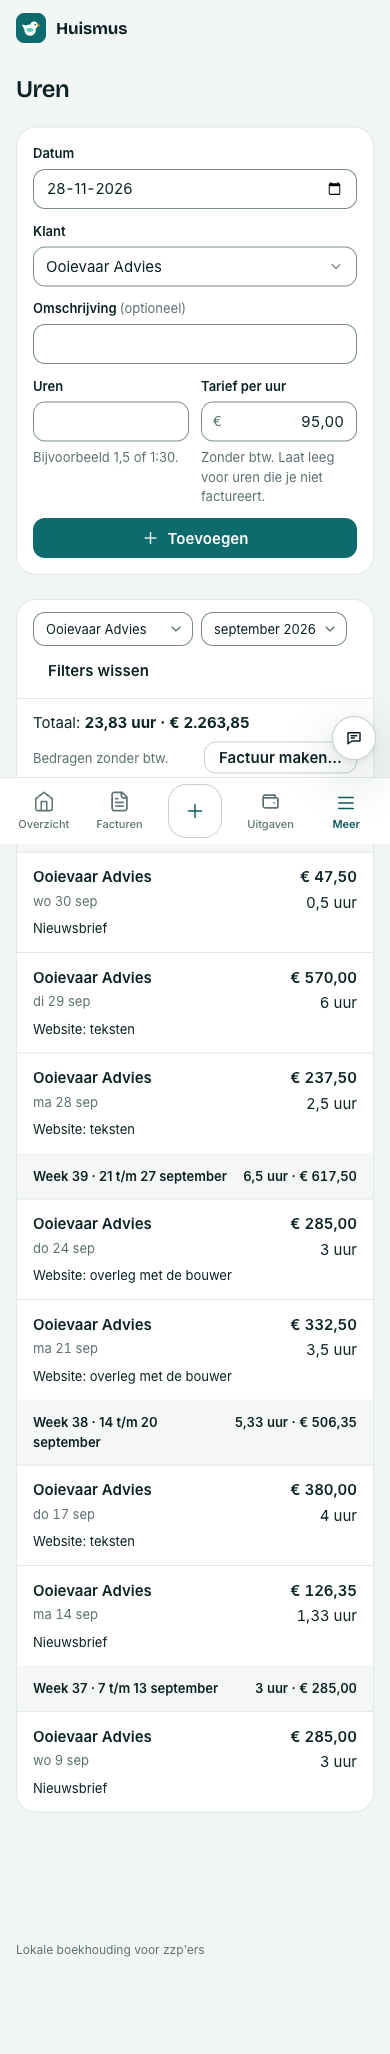 Huismus
Uren
Datum
28-11-2026
Klant
Ooievaar Advies
Omschrijving (optioneel)
Uren
Tarief per uur
€ 95,00
Bijvoorbeeld 1,5 of 1:30.
Zonder btw. Laat leeg
voor uren die je niet
factureert.
+ Toevoegen
Ooievaar Advies
september 2026
Filters wissen
Totaal: 23,83 uur · € 2.263,85
Bedragen zonder btw.
Factuur maken...
Overzicht
Facturen
+
Uitgaven
Meer
Ooievaar Advies € 47,50
wo 30 sep 0,5 uur
Nieuwsbrief
Ooievaar Advies € 570,00
di 29 sep 6 uur
Website: teksten
Ooievaar Advies € 237,50
ma 28 sep 2,5 uur
Website: teksten
Week 39 · 21 t/m 27 september 6,5 uur · € 617,50
Ooievaar Advies € 285,00
do 24 sep 3 uur
Website: overleg met de bouwer
Ooievaar Advies € 332,50
ma 21 sep 3,5 uur
Website: overleg met de bouwer
Week 38 · 14 t/m 20 5,33 uur · € 506,35
september
Ooievaar Advies € 380,00
do 17 sep 4 uur
Website: teksten
Ooievaar Advies € 126,35
ma 14 sep 1,33 uur
Nieuwsbrief
Week 37 · 7 t/m 13 september 3 uur · € 285,00
Ooievaar Advies € 285,00
wo 9 sep 3 uur
Nieuwsbrief
Lokale boekhouding voor zzp'ers